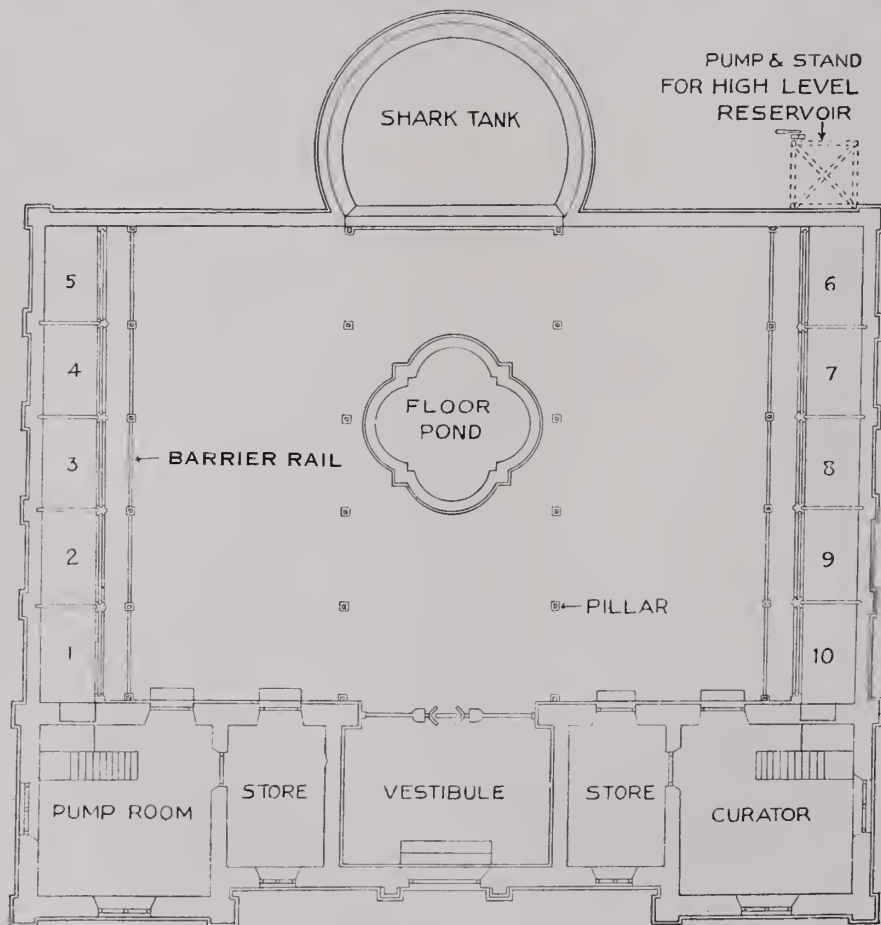 SHARK TANK
PUMP & STAND
FOR HIGH LEVEL
RESERVOIR
5
6
4
7
FLOOR
POND
3
BARRIER RAIL
8
2
9
PILLAR
1
10
PUMP ROOM
STORE
VESTIBULE
STORE
CURATOR